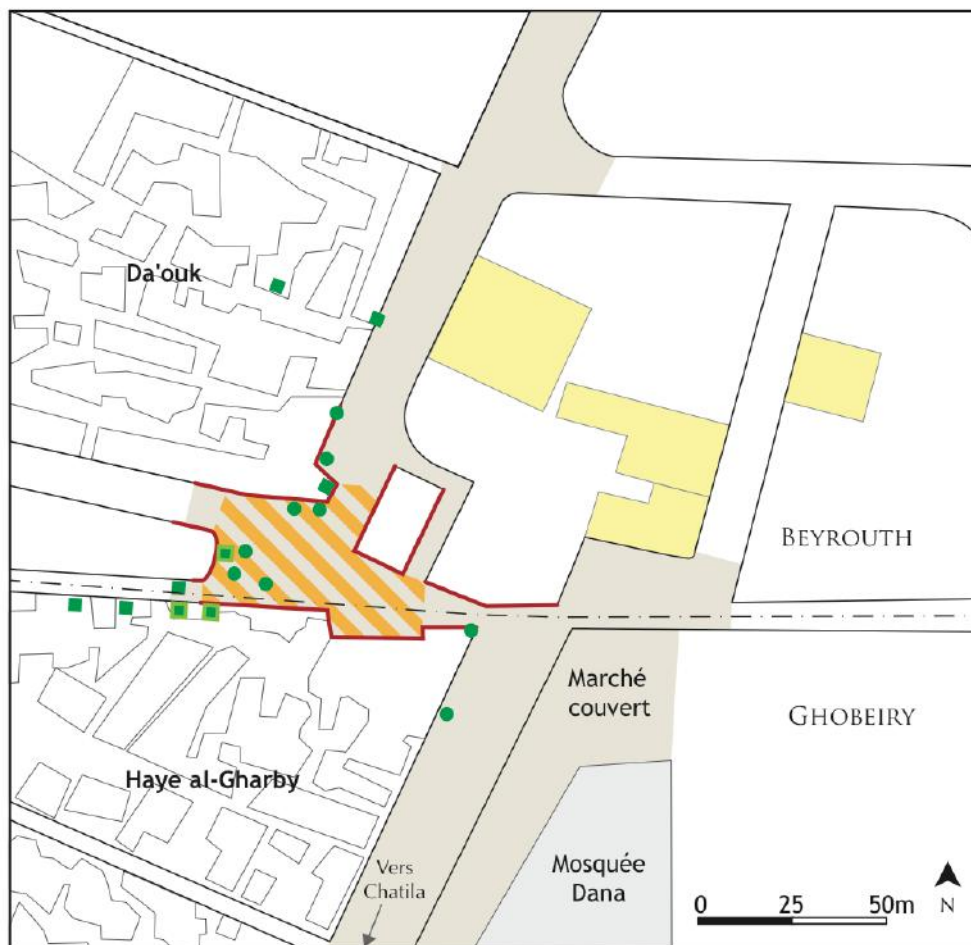 Da'ouk
BEYROUTH
Marché
couvert
GHOBEIRY
Haye al-Gharby
Vers
Chatila
Mosquée
Dana
N
0 25 50m